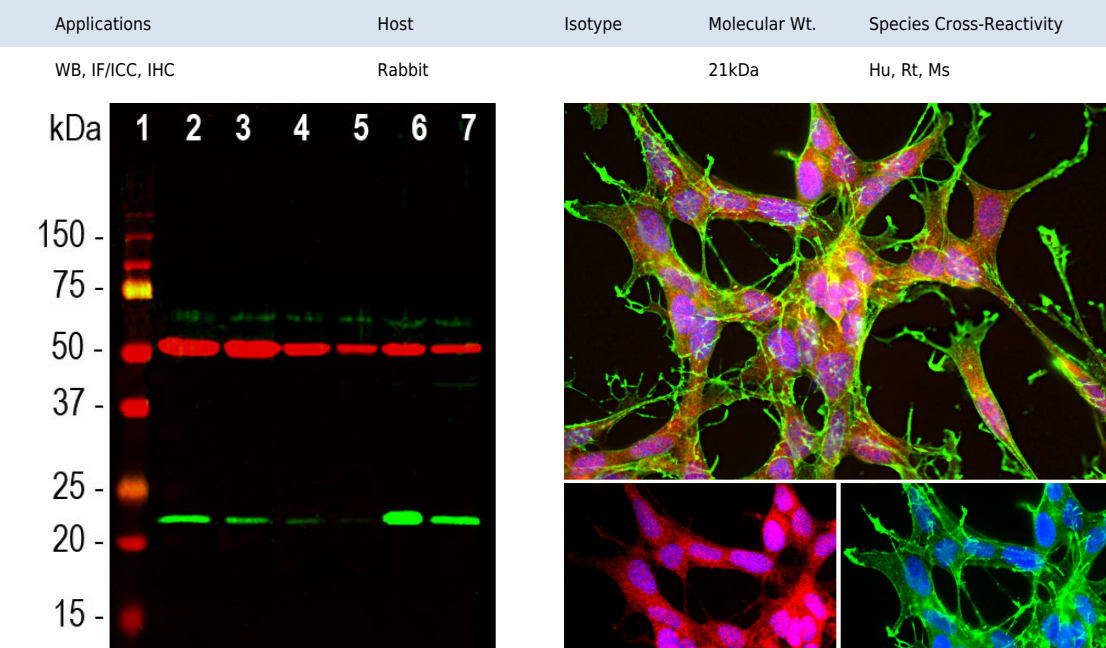 Applications Host Isotype Molecular Wt. Species Cross-Reactivity
WB, IF/ICC, IHC Rabbit 21kDa Hu, Rt, Ms
kDa 1 2 3 4 5 6 7
150 -
75 -
50 -
37 -
25 -
20 -
15 -